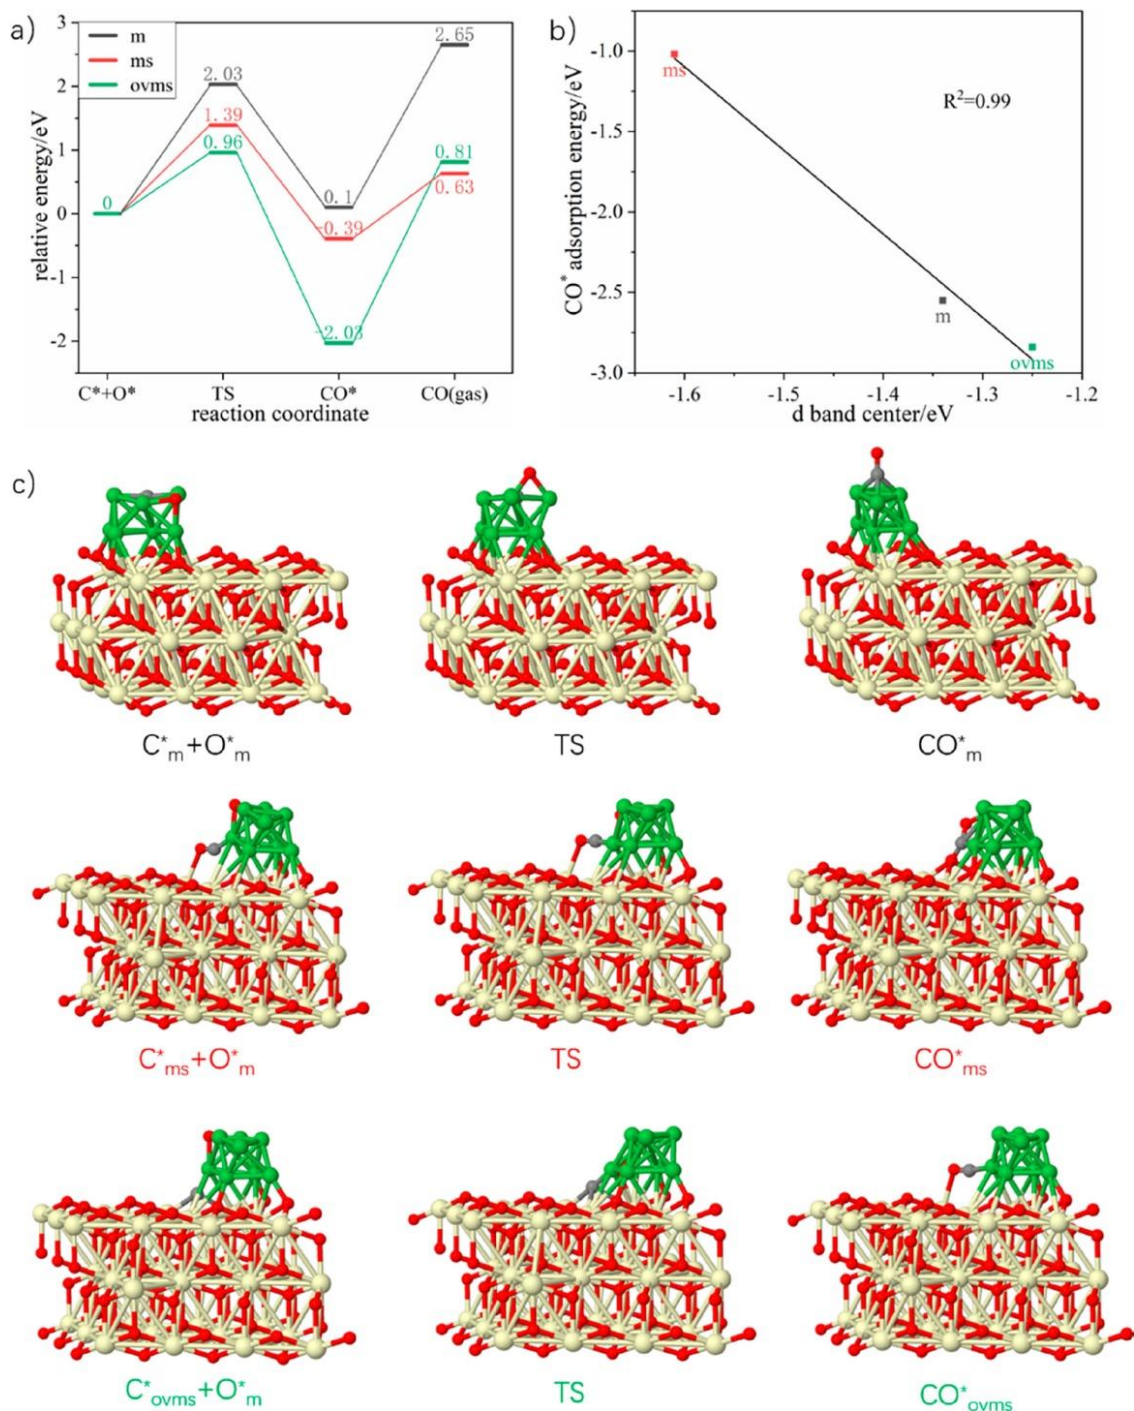 a)
3
2
1
0
-1
-2
relative energy/eV
m
ms
ovms
2.65
2.03
1.39
0.96
0.81
0.63
0
0.1
-0.39
-2.03
C*+O*
TS
CO*
CO(gas)
reaction coordinate
b)
-1.0
-1.5
-2.0
-2.5
-3.0
CO* adsorption energy/eV
ms
R²=0.99
m
ovms
-1.6
-1.5
-1.4
-1.3
-1.2
d band center/eV
c)
C*m+O*m
TS
CO*m
C*ms+O*m
TS
CO*ms
C*ovms+O*m
TS
CO*ovms